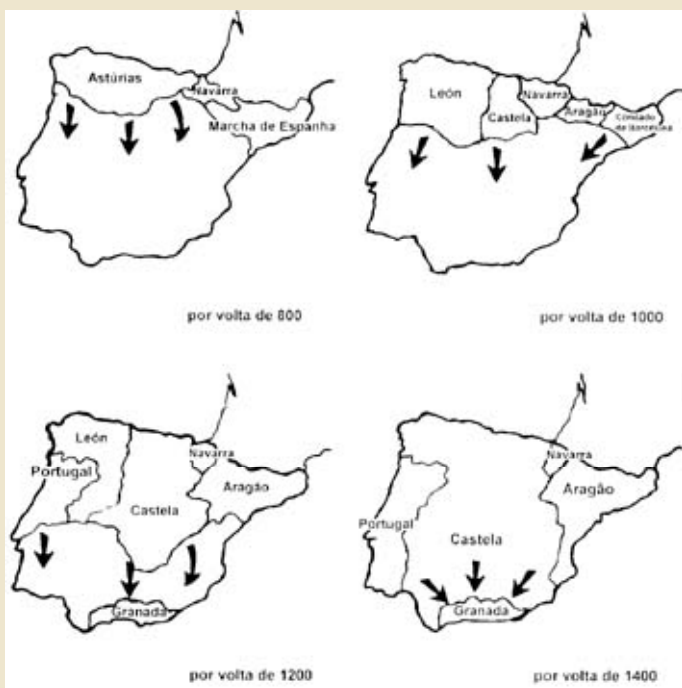 Astúrias
Navarra
Marcha de Espanha
por volta de 800
León
Castela
Navarra
Aragão
Condado
de Barcelona
por volta de 1000
León
Portugal
Navarra
Castela
Aragão
Granada
por volta de 1200
Navarra
Aragão
Portugal
Castela
Granada
por volta de 1400